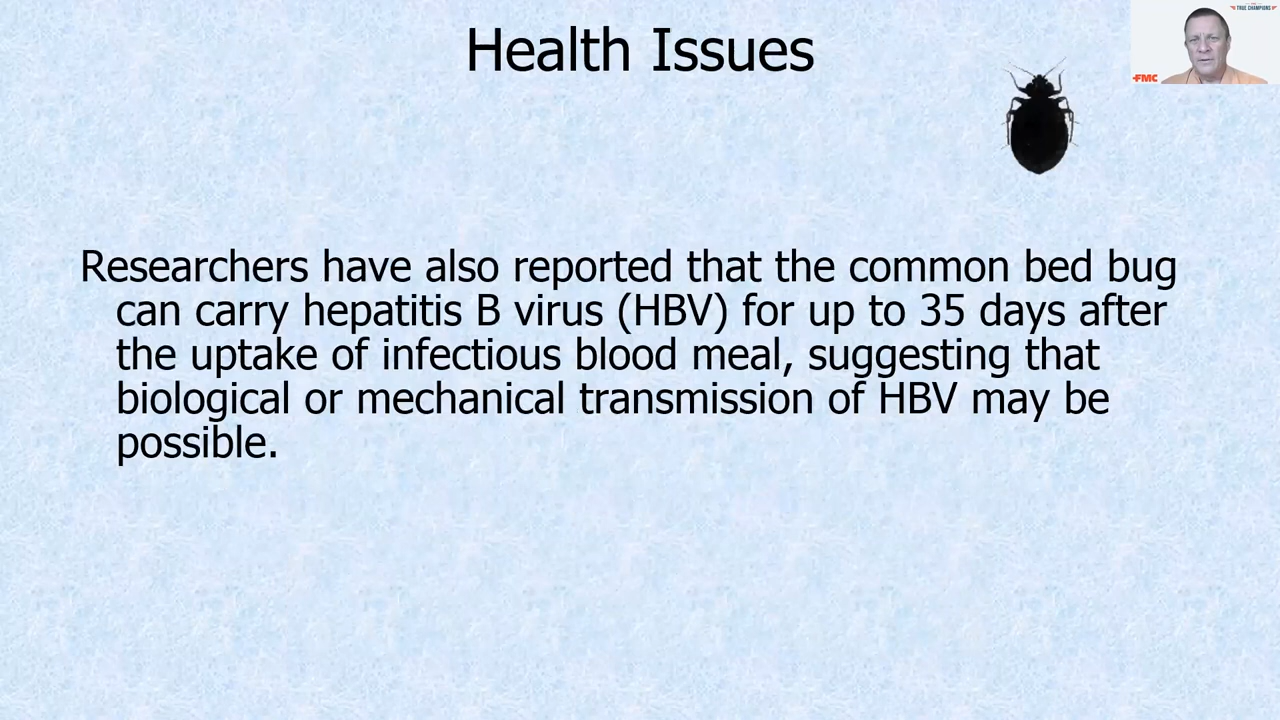 Health Issues
TRUE CHAMPIONS
FMC
Researchers have also reported that the common bed bug
can carry hepatitis B virus (HBV) for up to 35 days after
the uptake of infectious blood meal, suggesting that
biological or mechanical transmission of HBV may be
possible.